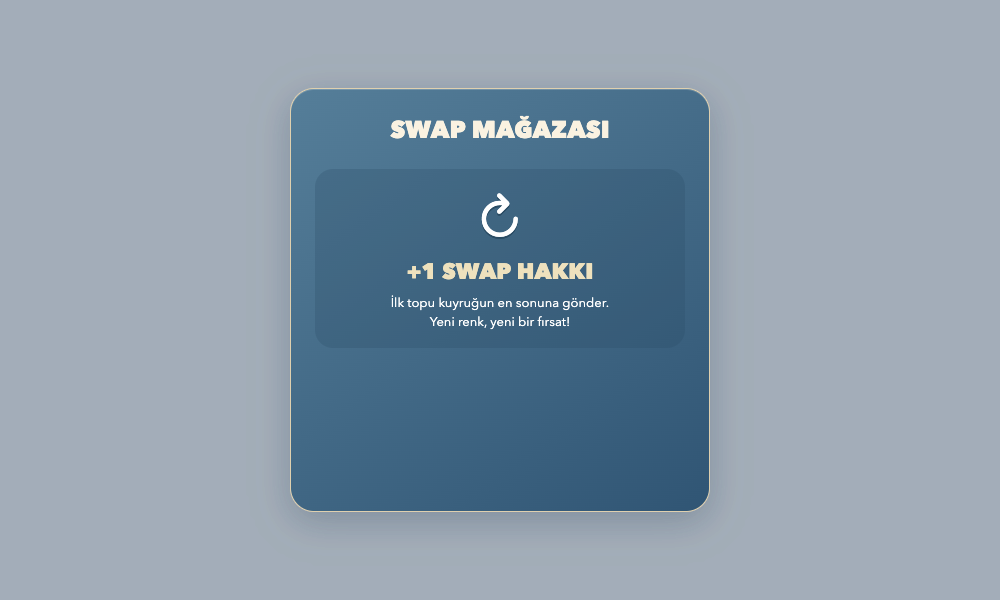 SWAP MAĞAZASI
+1 SWAP HAKKI
İlk topu kuyruğun en sonuna gönder.
Yeni renk, yeni bir fırsat!